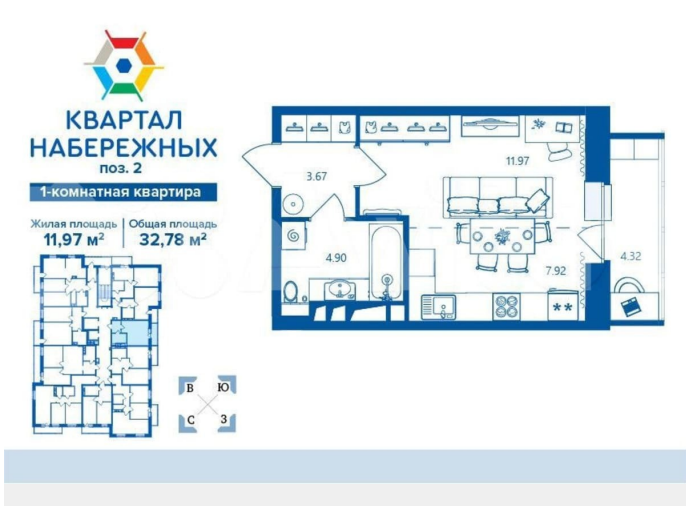 КВАРТАЛ
НАБЕРЕЖНЫХ
поз. 2
1-комнатная квартира
Жилая площадь
11,97 м²
Общая площадь
32,78 м²
3.67
11.97
4.90
7.92
4.32
**
В Ю
С З